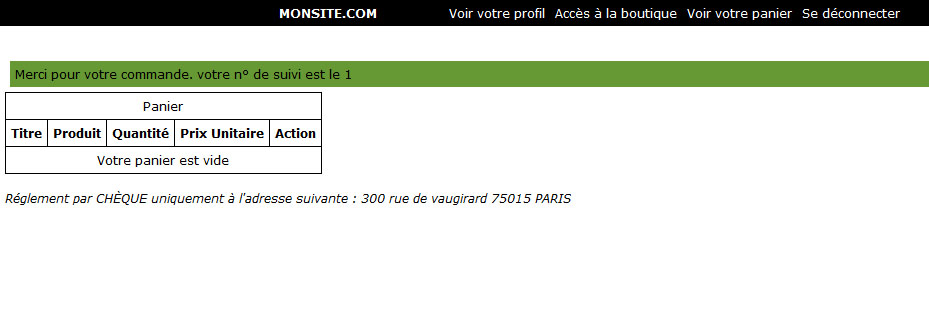 MONSITE.COM Voir votre profil Accès à la boutique Voir votre panier Se déconnecter
Merci pour votre commande. votre n° de suivi est le 1
Panier
Titre Produit Quantité Prix Unitaire Action
Votre panier est vide
Réglement par CHÈQUE uniquement à l'adresse suivante : 300 rue de vaugirard 75015 PARIS